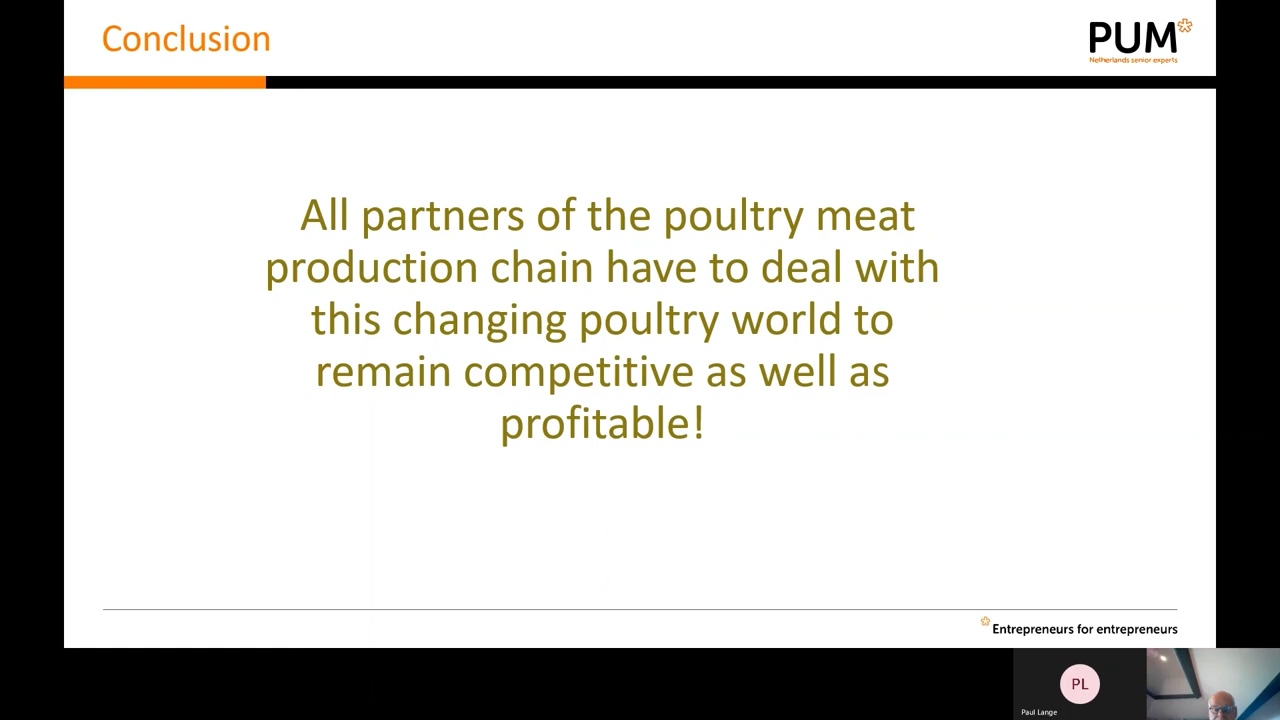 Conclusion
PUM
Netherlands senior experts
All partners of the poultry meat
production chain have to deal with
this changing poultry world to
remain competitive as well as
profitable!
Entrepreneurs for entrepreneurs
PL
Paul Lange